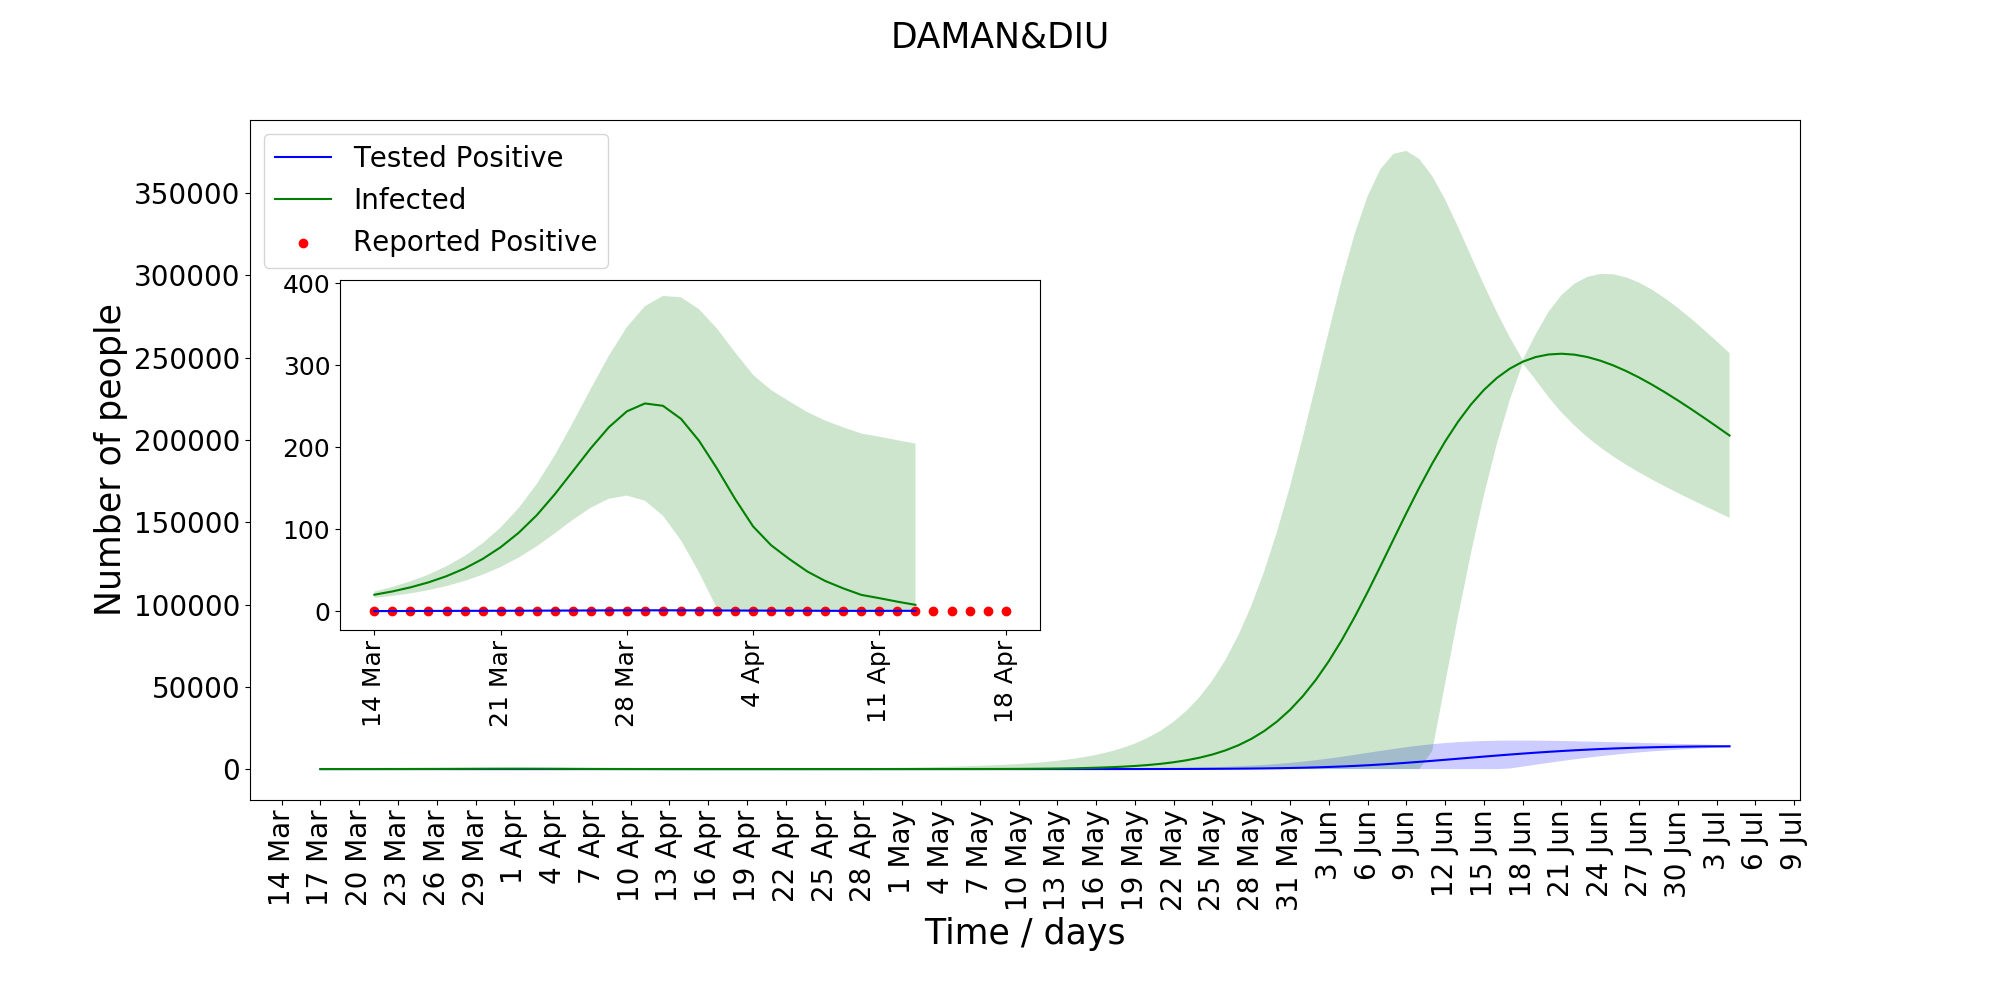 DAMAN&DIU
Tested Positive
Infected
Reported Positive
Number of people
350000
300000
250000
200000
150000
100000
50000
0
400
300
200
100
0
14 Mar
21 Mar
28 Mar
4 Apr
11 Apr
18 Apr
14 Mar
17 Mar
20 Mar
23 Mar
26 Mar
29 Mar
1 Apr
4 Apr
7 Apr
10 Apr
13 Apr
16 Apr
19 Apr
22 Apr
25 Apr
28 Apr
1 May
4 May
7 May
10 May
13 May
16 May
19 May
22 May
25 May
28 May
31 May
3 Jun
6 Jun
9 Jun
12 Jun
15 Jun
18 Jun
21 Jun
24 Jun
27 Jun
30 Jun
3 Jul
6 Jul
9 Jul
Time / days